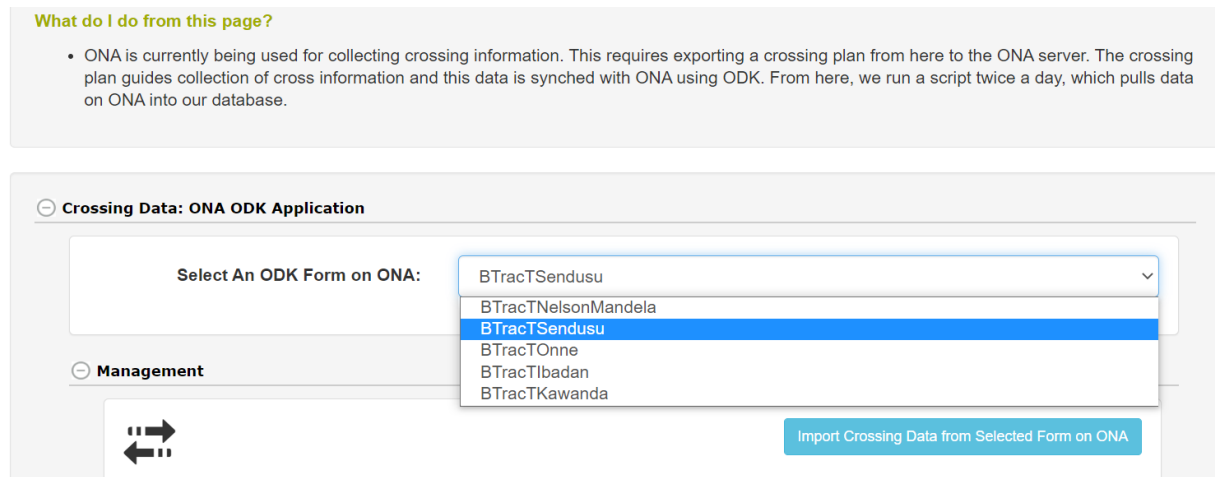 What do I do from this page?
• ONA is currently being used for collecting crossing information. This requires exporting a crossing plan from here to the ONA server. The crossing
plan guides collection of cross information and this data is synched with ONA using ODK. From here, we run a script twice a day, which pulls data
on ONA into our database.
Crossing Data: ONA ODK Application
Select An ODK Form on ONA:
BTracTSendusu
BTracTNelsonMandela
BTracTSendusu
BTracTOnne
BTracTIbadan
BTracTKawanda
Management
Import Crossing Data from Selected Form on ONA